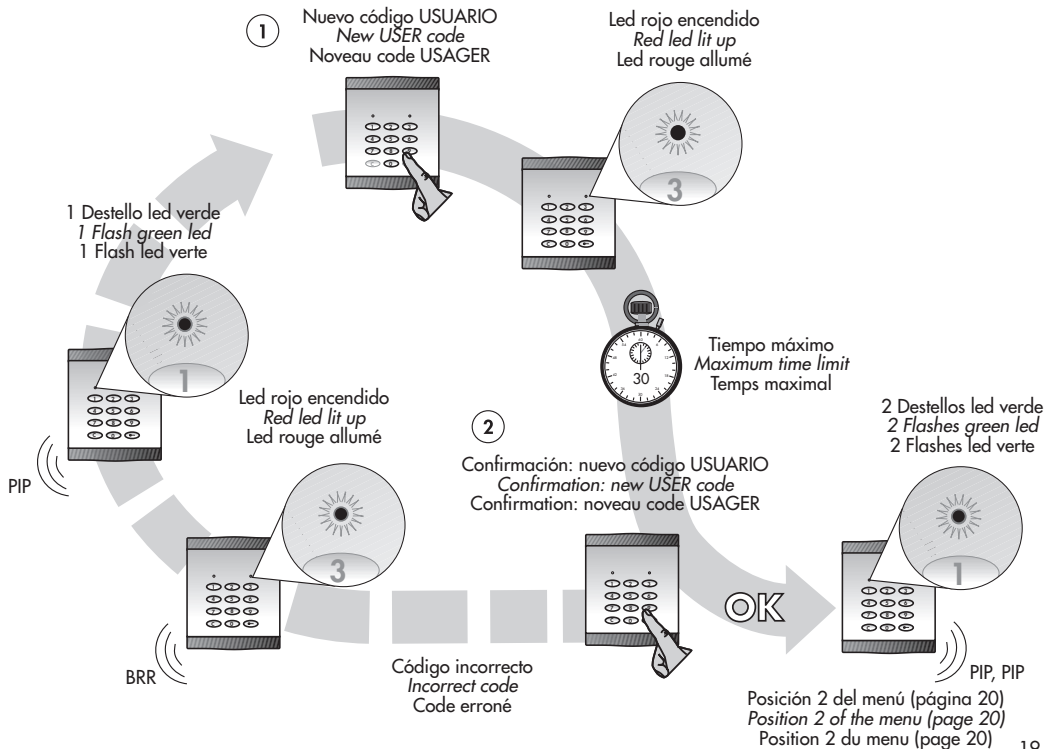 1
Nuevo código USUARIO
New USER code
Noveau code USAGER
Led rojo encendido
Red led lit up
Led rouge allumé
3
1 Destello led verde
1 Flash green led
1 Flash led verte
1
PIP
30
Tiempo máximo
Maximum time limit
Temps maximal
Led rojo encendido
Red led lit up
Led rouge allumé
3
BRR
2
Confirmación: nuevo código USUARIO
Confirmation: new USER code
Confirmation: noveau code USAGER
Código incorrecto
Incorrect code
Code erroné
OK
2 Destellos led verde
2 Flashes green led
2 Flashes led verte
1
PIP, PIP
Posición 2 del menú (página 20)
Position 2 of the menu (page 20)
Position 2 du menu (page 20)